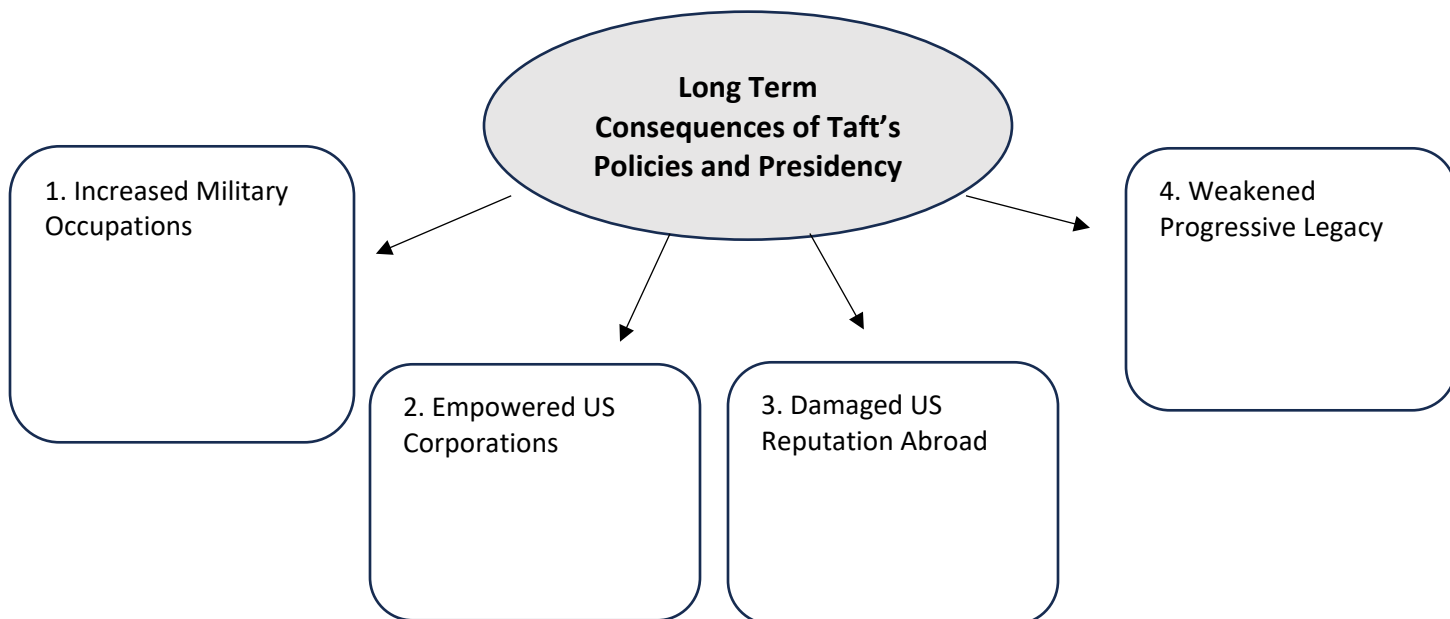 Long Term
Consequences of Taft’s
Policies and Presidency
1. Increased Military
Occupations
2. Empowered US
Corporations
3. Damaged US
Reputation Abroad
4. Weakened
Progressive Legacy